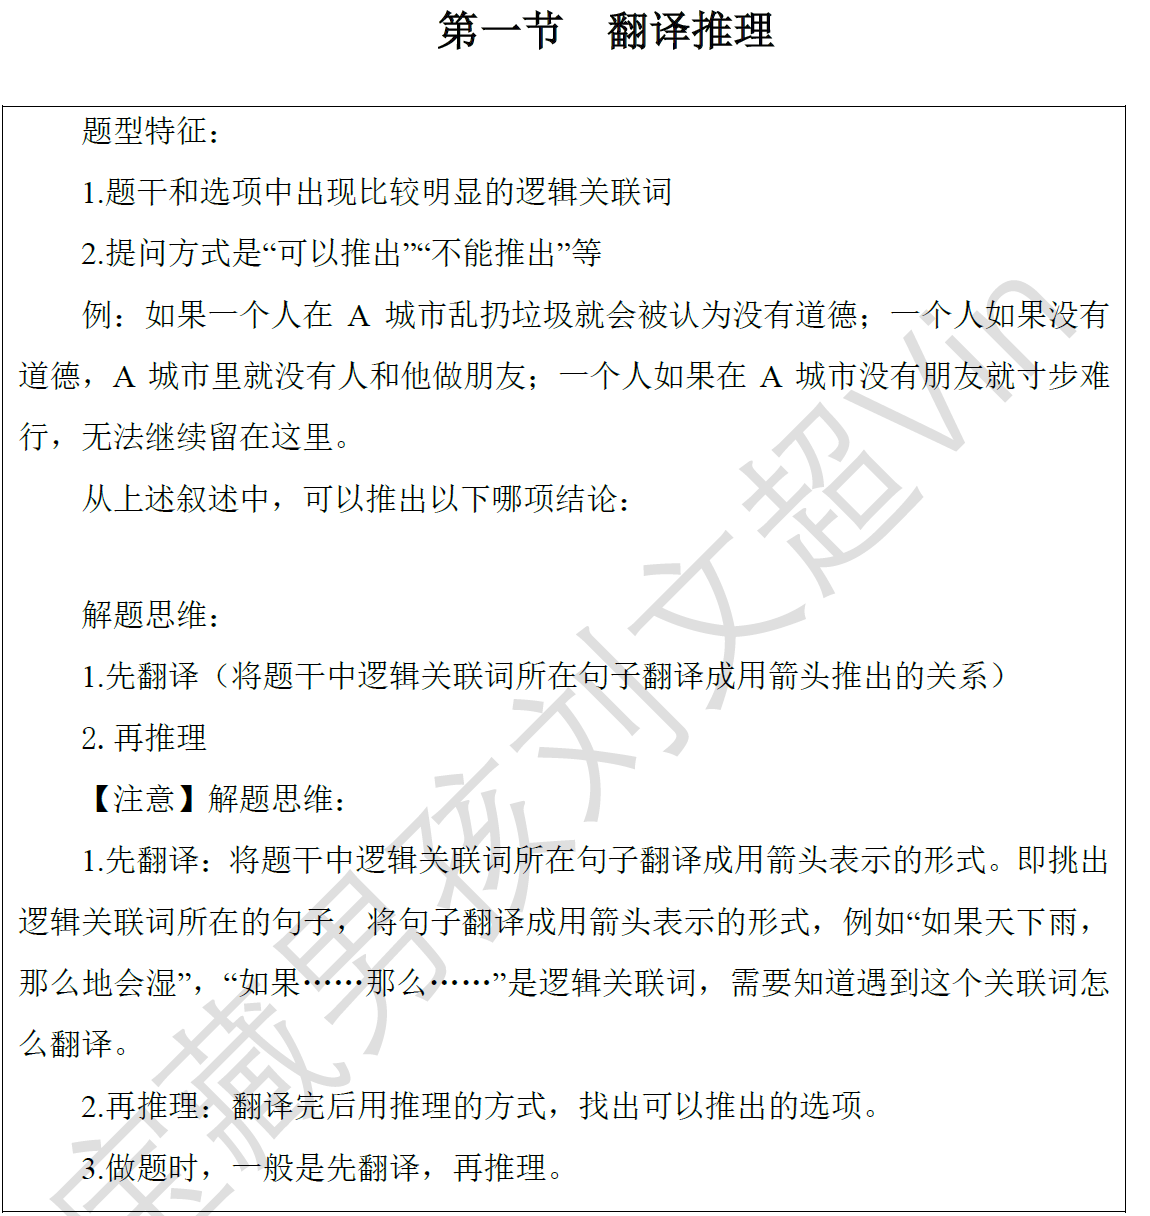 第一节 翻译推理
题型特征：
1.题干和选项中出现比较明显的逻辑关联词
2.提问方式是“可以推出”“不能推出”等
例：如果一个人在 A 城市乱扔垃圾就会被认为没有道德；一个人如果没有
道德，A 城市里就没有人和他做朋友；一个人如果在 A 城市没有朋友就寸步难
行，无法继续留在这里。
从上述叙述中，可以推出以下哪项结论：
解题思维：
1.先翻译（将题干中逻辑关联词所在句子翻译成用箭头推出的关系）
2. 再推理
【注意】解题思维：
1.先翻译：将题干中逻辑关联词所在句子翻译成用箭头表示的形式。即挑出
逻辑关联词所在的句子，将句子翻译成用箭头表示的形式，例如“如果天下雨，
那么地会湿”，“如果……那么……”是逻辑关联词，需要知道遇到这个关联词怎
么翻译。
2.再推理：翻译完后用推理的方式，找出可以推出的选项。
3.做题时，一般是先翻译，再推理。
宝藏男孩刘文超Vin